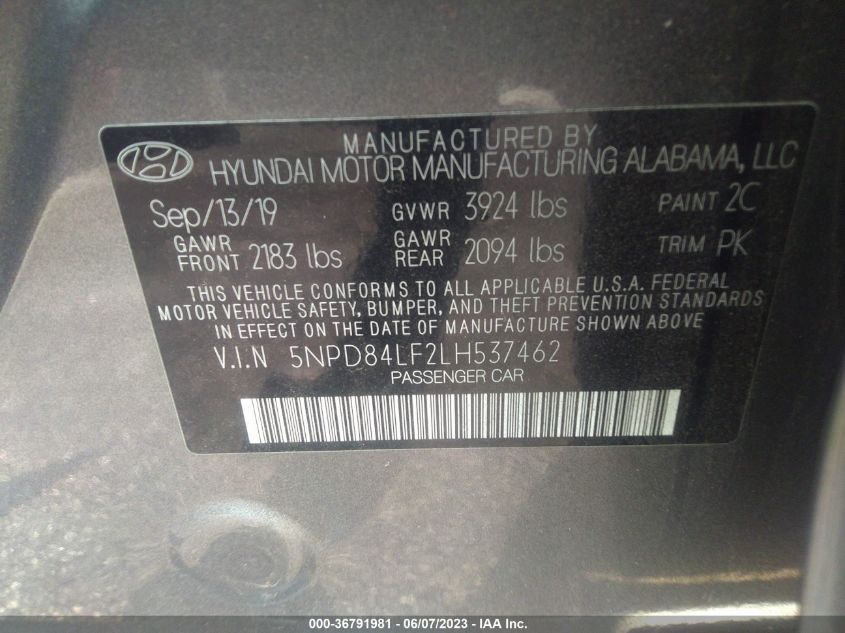 MANUFACTURED BY
HYUNDAI MOTOR MANUFACTURING ALABAMA, LLC
Sep/13/19 GVWR 3924 lbs PAINT 2C
GAWR FRONT 2183 lbs GAWR REAR 2094 lbs TRIM PK
THIS VEHICLE CONFORMS TO ALL APPLICABLE U.S.A. FEDERAL
MOTOR VEHICLE SAFETY, BUMPER, AND THEFT PREVENTION STANDARDS
IN EFFECT ON THE DATE OF MANUFACTURE SHOWN ABOVE
V.I.N 5NPD84LF2LH537462
PASSENGER CAR
000-36791981 - 06/07/2023 - IAA Inc.